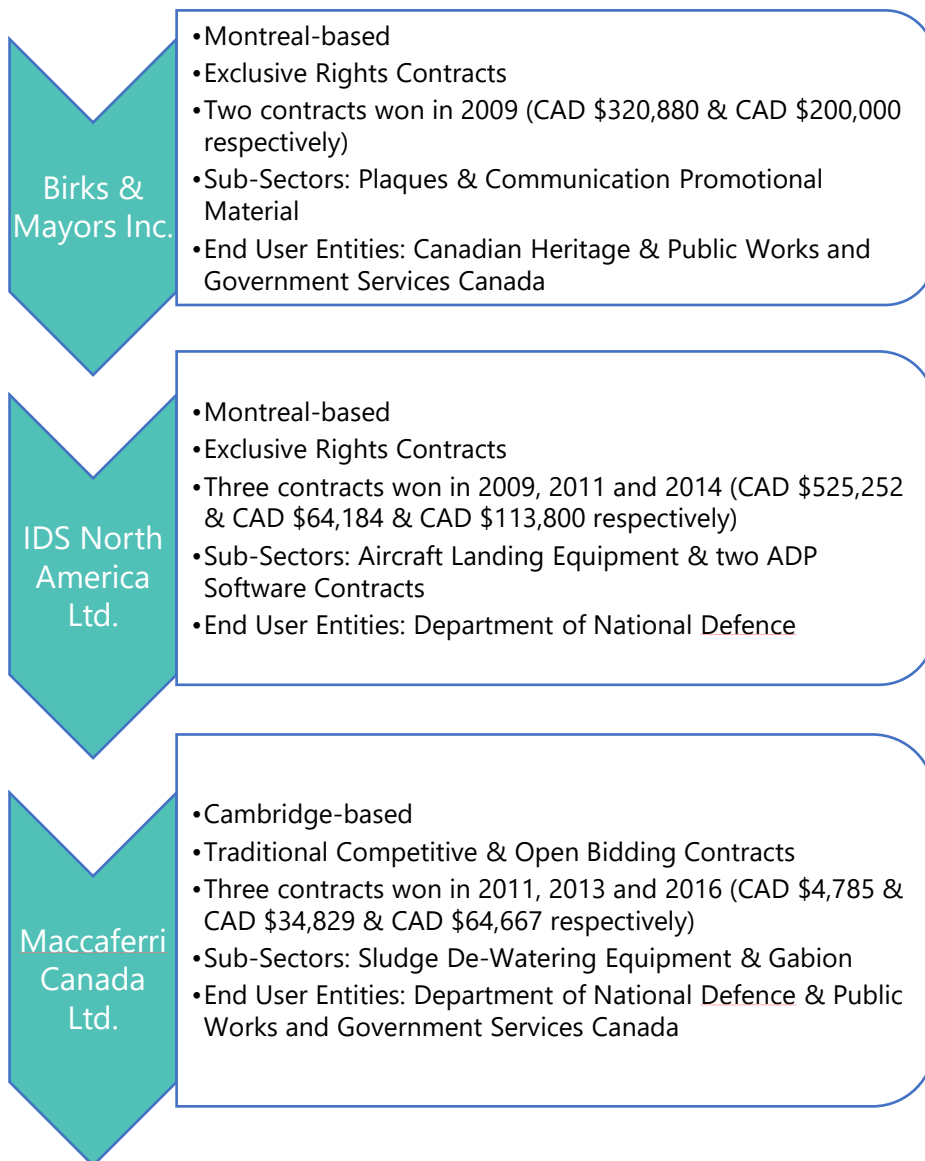 Birks &
Mayors Inc.
•Montreal-based
•Exclusive Rights Contracts
•Two contracts won in 2009 (CAD $320,880 & CAD $200,000
respectively)
•Sub-Sectors: Plaques & Communication Promotional
Material
•End User Entities: Canadian Heritage & Public Works and
Government Services Canada
IDS North
America
Ltd.
•Montreal-based
•Exclusive Rights Contracts
•Three contracts won in 2009, 2011 and 2014 (CAD $525,252
& CAD $64,184 & CAD $113,800 respectively)
•Sub-Sectors: Aircraft Landing Equipment & two ADP
Software Contracts
•End User Entities: Department of National Defence
Maccaferri
Canada
Ltd.
•Cambridge-based
•Traditional Competitive & Open Bidding Contracts
•Three contracts won in 2011, 2013 and 2016 (CAD $4,785 &
CAD $34,829 & CAD $64,667 respectively)
•Sub-Sectors: Sludge De-Watering Equipment & Gabion
•End User Entities: Department of National Defence & Public
Works and Government Services Canada